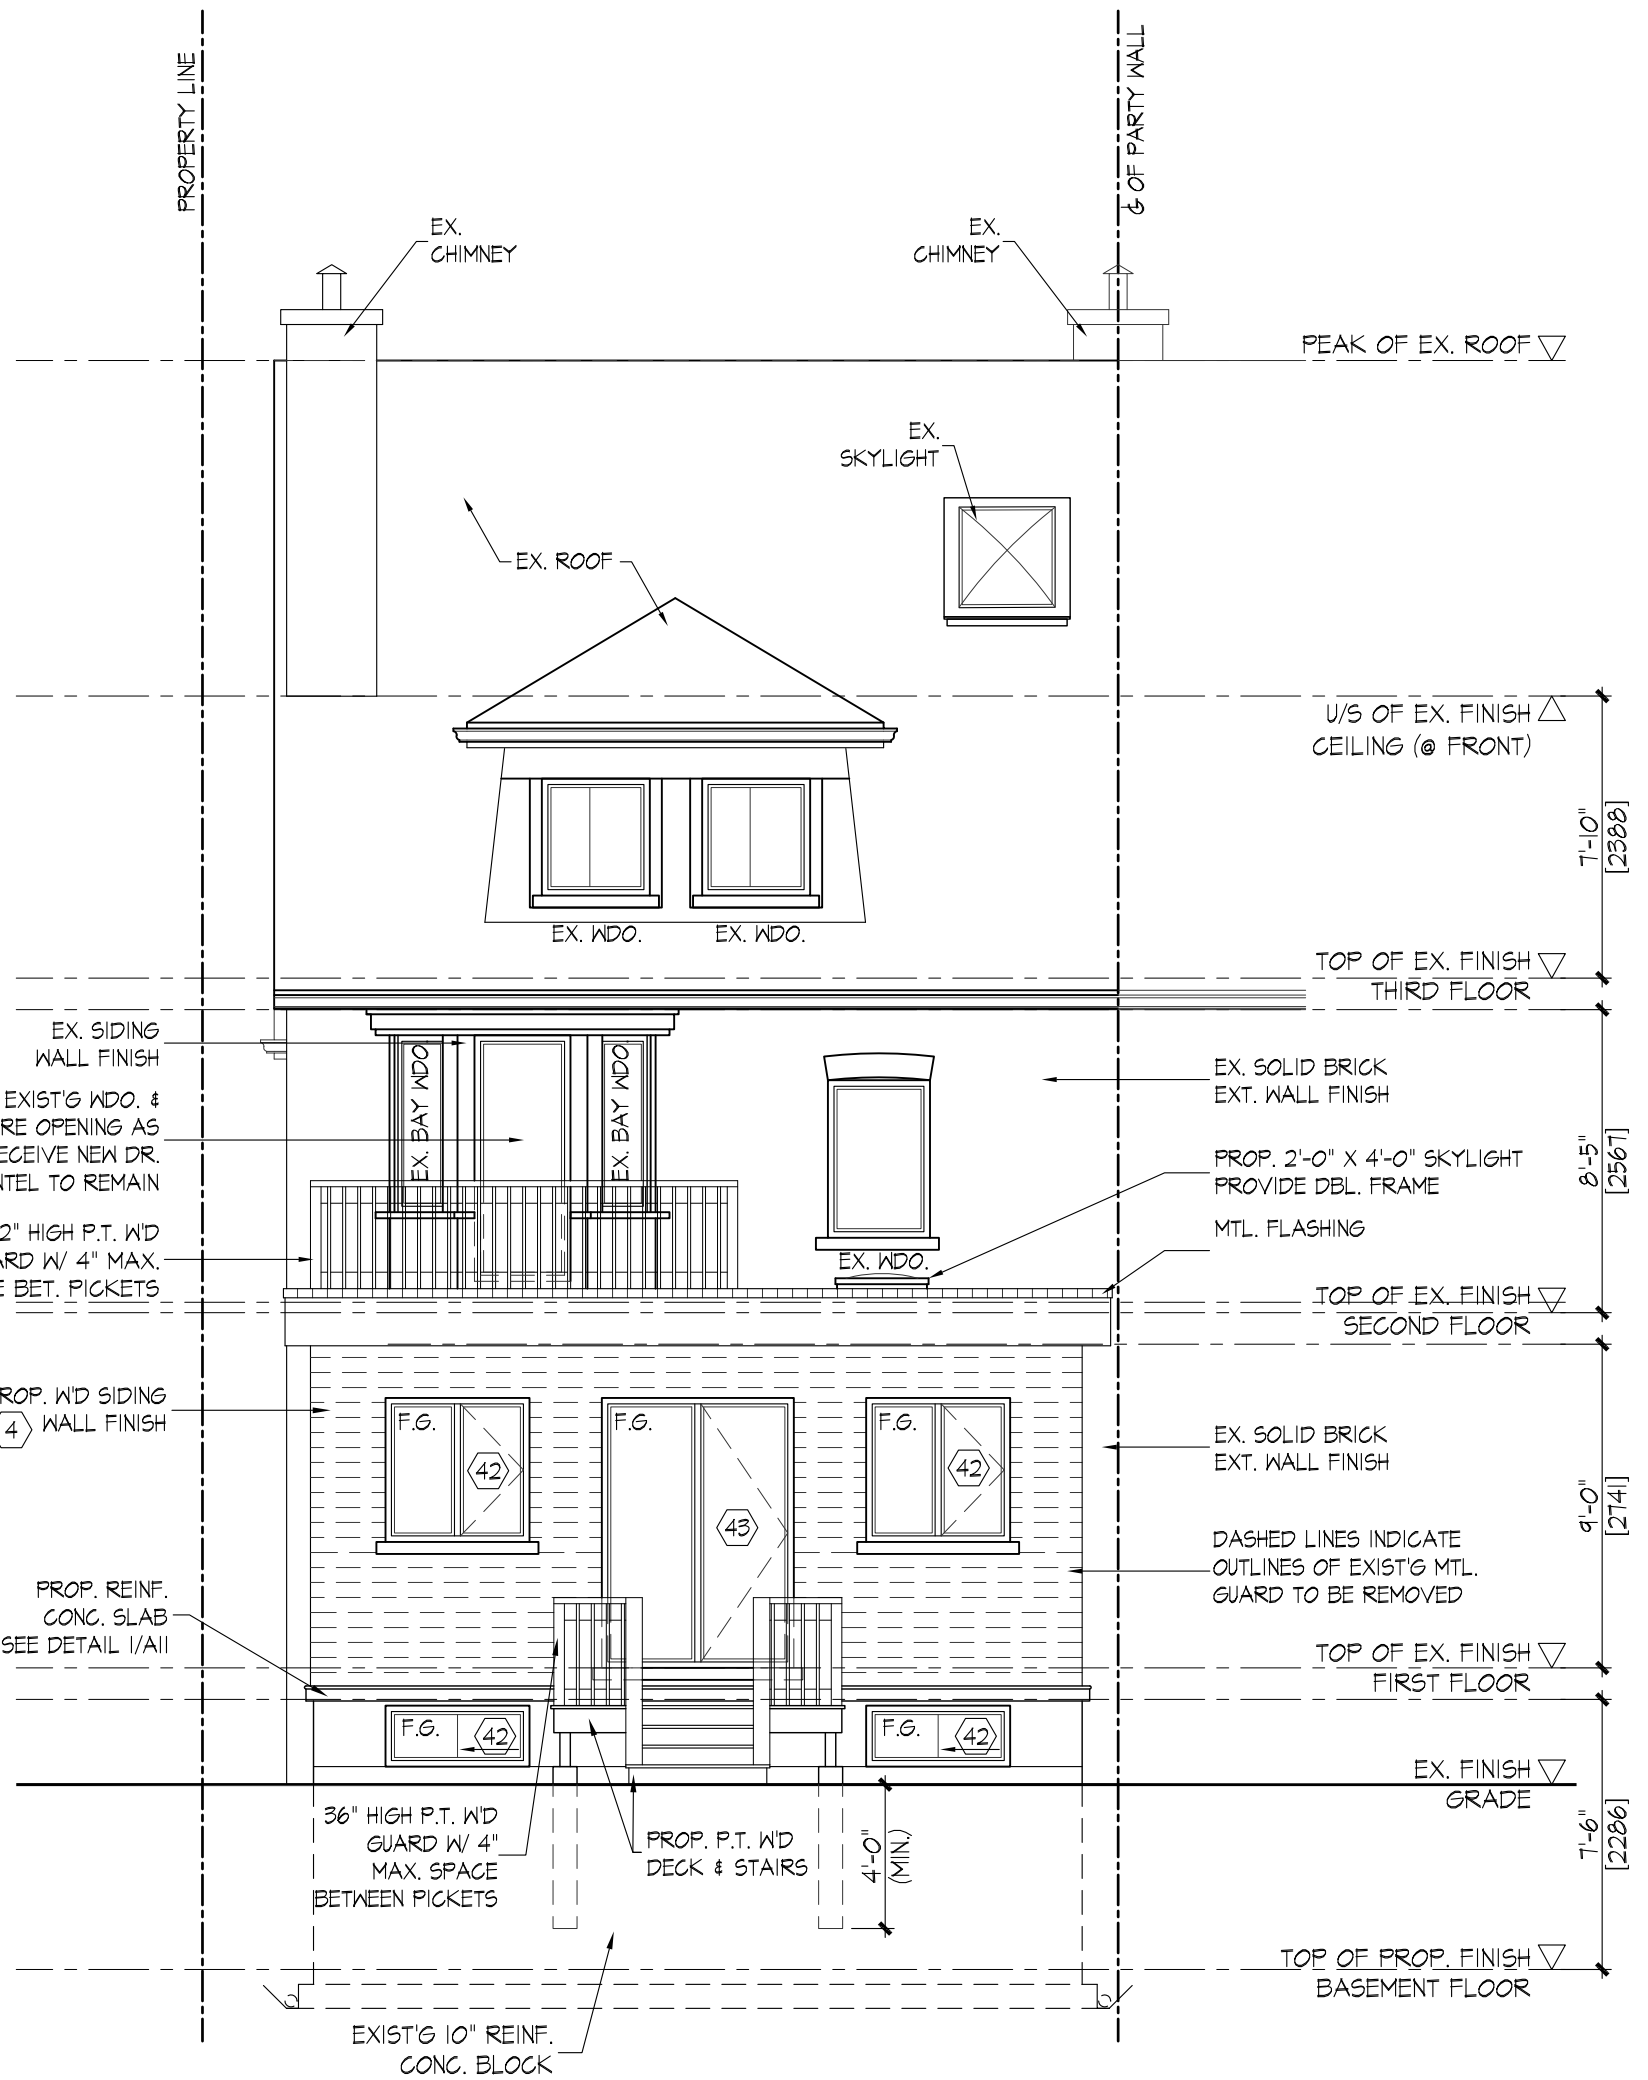 PROPERTY LINE
℄ OF PARTY WALL
EX.
CHIMNEY
EX.
CHIMNEY
PEAK OF EX. ROOF
EX.
SKYLIGHT
EX. ROOF
U/S OF EX. FINISH
CEILING (@ FRONT)
7'-10"
[2388]
EX. WDO.
EX. WDO.
TOP OF EX. FINISH
THIRD FLOOR
EX. SIDING
WALL FINISH
EX. BAY WDO.
EX. BAY WDO.
EX. SOLID BRICK
EXT. WALL FINISH
EXIST'G WDO. &
OPENING AS
NEW DR.
TO REMAIN
8'-5"
[2567]
PROP. 2'-0" X 4'-0" SKYLIGHT
PROVIDE DBL. FRAME
MTL. FLASHING
2" HIGH P.T. W'D
W/ 4" MAX.
BET. PICKETS
EX. WDO.
TOP OF EX. FINISH
SECOND FLOOR
ROP. W'D SIDING
4 WALL FINISH
F.G.
F.G.
F.G.
42
42
43
EX. SOLID BRICK
EXT. WALL FINISH
9'-0"
[2741]
DASHED LINES INDICATE
OUTLINES OF EXIST'G MTL.
GUARD TO BE REMOVED
PROP. REINF.
CONC. SLAB
SEE DETAIL 1/A11
TOP OF EX. FINISH
FIRST FLOOR
F.G.
42
F.G.
42
EX. FINISH
GRADE
36" HIGH P.T. W'D
GUARD W/ 4"
MAX. SPACE
BETWEEN PICKETS
PROP. P.T. W'D
DECK & STAIRS
4'-0"
(MIN.)
7'-6"
[2286]
TOP OF PROP. FINISH
BASEMENT FLOOR
EXIST'G 10" REINF.
CONC. BLOCK